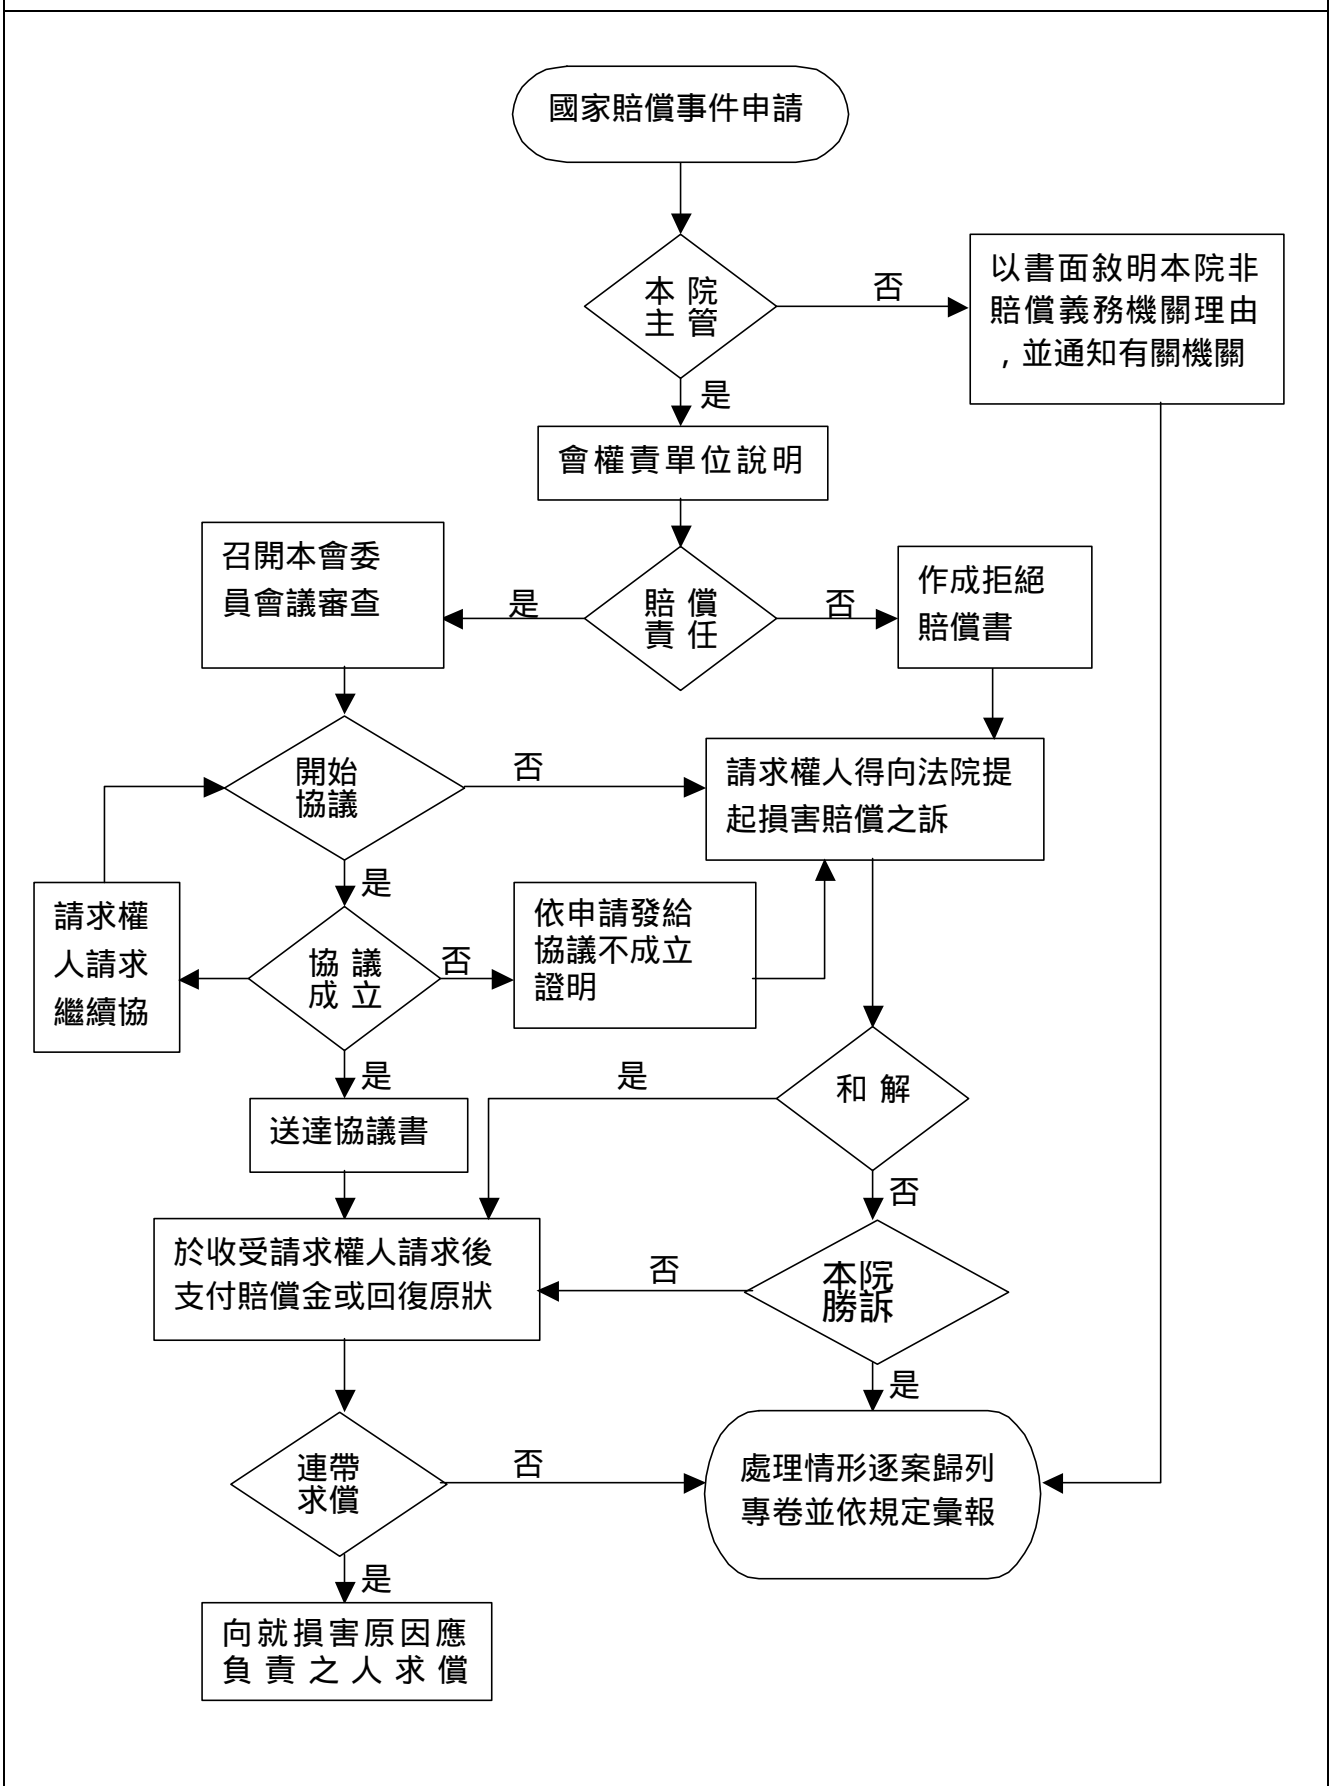 國家賠償事件申請
本院
主管
否
以書面敘明本院非
賠償義務機關理由
，並通知有關機關
是
會權責單位說明
召開本會委
員會議審查
是
賠償
責任
否
作成拒絕
賠償書
開始
協議
否
請求權人得向法院提
起損害賠償之訴
是
請求權
人請求
繼續協
協議
成立
否
依申請發給
協議不成立
證明
是
是
和解
送達協議書
否
於收受請求權人請求後
支付賠償金或回復原狀
否
本院
勝訴
是
連帶
求償
否
處理情形逐案歸列
專卷並依規定彙報
是
向就損害原因應
負責之人求償